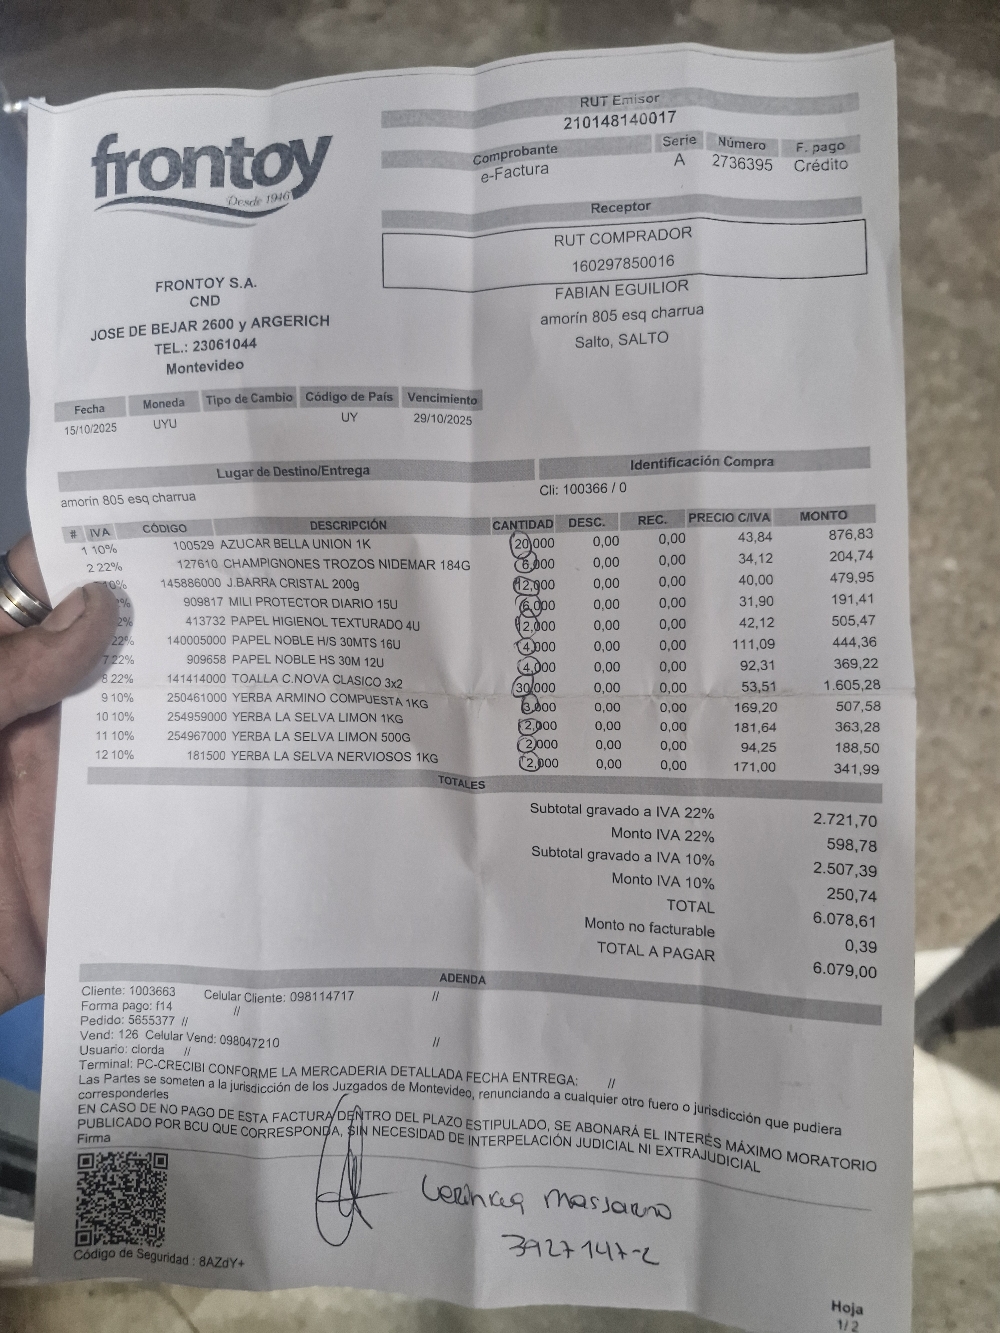 frontoy
Desde 1946
FRONTOY S.A.
CND
JOSE DE BEJAR 2600 y ARGERICH
TEL.: 23061044
Montevideo
RUT Emisor
210148140017
Comprobante Serie Número F. pago
e-Factura A 2736395 Crédito
Receptor
RUT COMPRADOR
160297850016
FABIAN EGUILIOR
amorín 805 esq charrua
Salto, SALTO
Fecha Moneda Tipo de Cambio Código de País Vencimiento
15/10/2025 UYU UY 29/10/2025
Lugar de Destino/Entrega Identificación Compra
amorín 805 esq charrua Cli: 100366 / 0
# IVA CÓDIGO DESCRIPCIÓN CANTIDAD DESC. REC. PRECIO C/IVA MONTO
1 10% 100529 AZUCAR BELLA UNION 1K 20,000 0,00 0,00 43,84 876,83
2 22% 127610 CHAMPIGNONES TROZOS NIDEMAR 184G 6,000 0,00 0,00 34,12 204,74
10% 145886000 J.BARRA CRISTAL 200g 12,000 0,00 0,00 40,00 479,95
909817 MILI PROTECTOR DIARIO 15U 6,000 0,00 0,00 31,90 191,41
2% 413732 PAPEL HIGIENOL TEXTURADO 4U 12,000 0,00 0,00 42,12 505,47
22% 140005000 PAPEL NOBLE H/S 30MTS 16U 4,000 0,00 0,00 111,09 444,36
7 22% 909658 PAPEL NOBLE HS 30M 12U 4,000 0,00 0,00 92,31 369,22
8 22% 141414000 TOALLA C.NOVA CLASICO 3x2 30,000 0,00 0,00 53,51 1.605,28
9 10% 250461000 YERBA ARMINO COMPUESTA 1KG 3,000 0,00 0,00 169,20 507,58
10 10% 254959000 YERBA LA SELVA LIMON 1KG 2,000 0,00 0,00 181,64 363,28
11 10% 254967000 YERBA LA SELVA LIMON 500G 2,000 0,00 0,00 94,25 188,50
12 10% 181500 YERBA LA SELVA NERVIOSOS 1KG 2,000 0,00 0,00 171,00 341,99
TOTALES
Subtotal gravado a IVA 22% 2.721,70
Monto IVA 22% 598,78
Subtotal gravado a IVA 10% 2.507,39
Monto IVA 10% 250,74
TOTAL 6.078,61
Monto no facturable 0,39
TOTAL A PAGAR 6.079,00
ADENDA
Cliente: 1003663 Celular Cliente: 098114717 //
Forma pago: f14 //
Pedido: 5655377 //
Vend: 126 Celular Vend: 098047210 //
Usuario: clorda //
Terminal: PC-CRECIBI CONFORME LA MERCADERIA DETALLADA FECHA ENTREGA: //
Las Partes se someten a la jurisdicción de los Juzgados de Montevideo, renunciando a cualquier otro fuero o jurisdicción que pudiera
corresponderles
EN CASO DE NO PAGO DE ESTA FACTURA DENTRO DEL PLAZO ESTIPULADO, SE ABONARÁ EL INTERÉS MÁXIMO MORATORIO
PUBLICADO POR BCU QUE CORRESPONDA, SIN NECESIDAD DE INTERPELACIÓN JUDICIAL NI EXTRAJUDICIAL
Firma
3927147-2
Código de Seguridad : 8AZdY+
Hoja
1/2